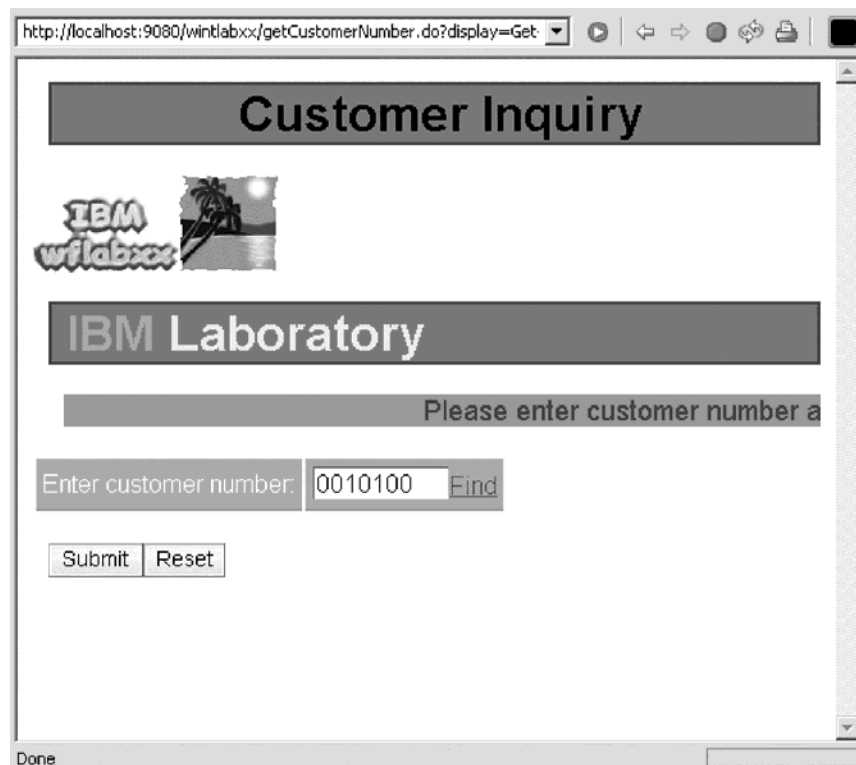 http://localhost:9080/wintlabxx/getCustomerNumber.do?display=Get-
Customer Inquiry
IBM
wflabxx
IBM Laboratory
Please enter customer number a
Enter customer number: 0010100 Find
Submit Reset
Done